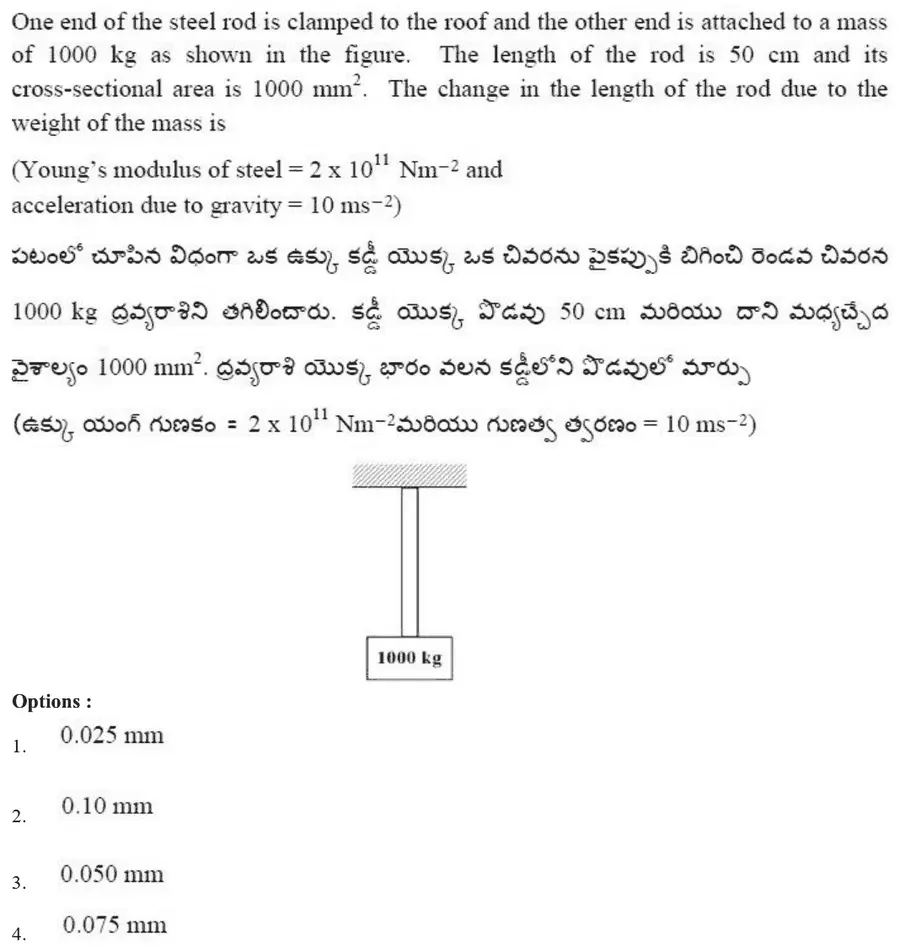 One end of the steel rod is clamped to the roof and the other end is attached to a mass
of 1000 kg as shown in the figure. The length of the rod is 50 cm and its
cross-sectional area is 1000 mm². The change in the length of the rod due to the
weight of the mass is
(Young's modulus of steel = 2 x 10¹¹ Nm−2 and
acceleration due to gravity = 10 ms−2)
పటంలో చూపిన విధంగా ఒక ఉక్కు కడ్డీ యొక్క ఒక చివరను పైకప్పుకి బిగించి రెండవ చివరన
1000 kg ద్రవ్యరాశిని తగిలించారు. కడ్డీ యొక్క పొడవు 50 cm మరియు దాని మధ్యచ్ఛేద
వైశాల్యం 1000 mm². ద్రవ్యరాశి యొక్క భారం వలన కడ్డీలోని పొడవులో మార్పు
(ఉక్కు యంగ్ గుణకం = 2 x 10¹¹ Nm−2మరియు గురుత్వ త్వరణం = 10 ms−2)
1000 kg
Options :
1. 0.025 mm
2. 0.10 mm
3. 0.050 mm
4. 0.075 mm